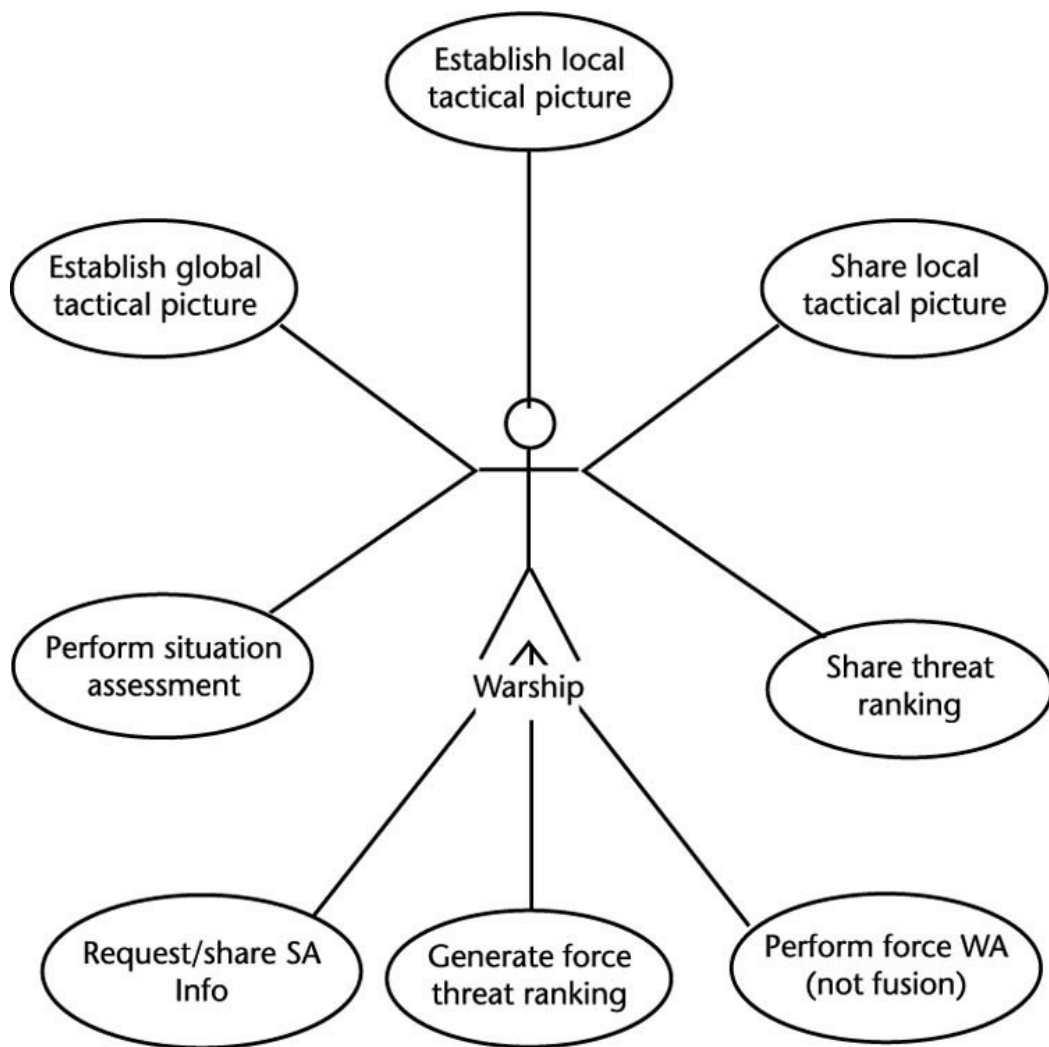 Establish local
tactical picture
Establish global
tactical picture
Share local
tactical picture
Perform situation
assessment
Share threat
ranking
Warship
Request/share SA
Info
Generate force
threat ranking
Perform force WA
(not fusion)